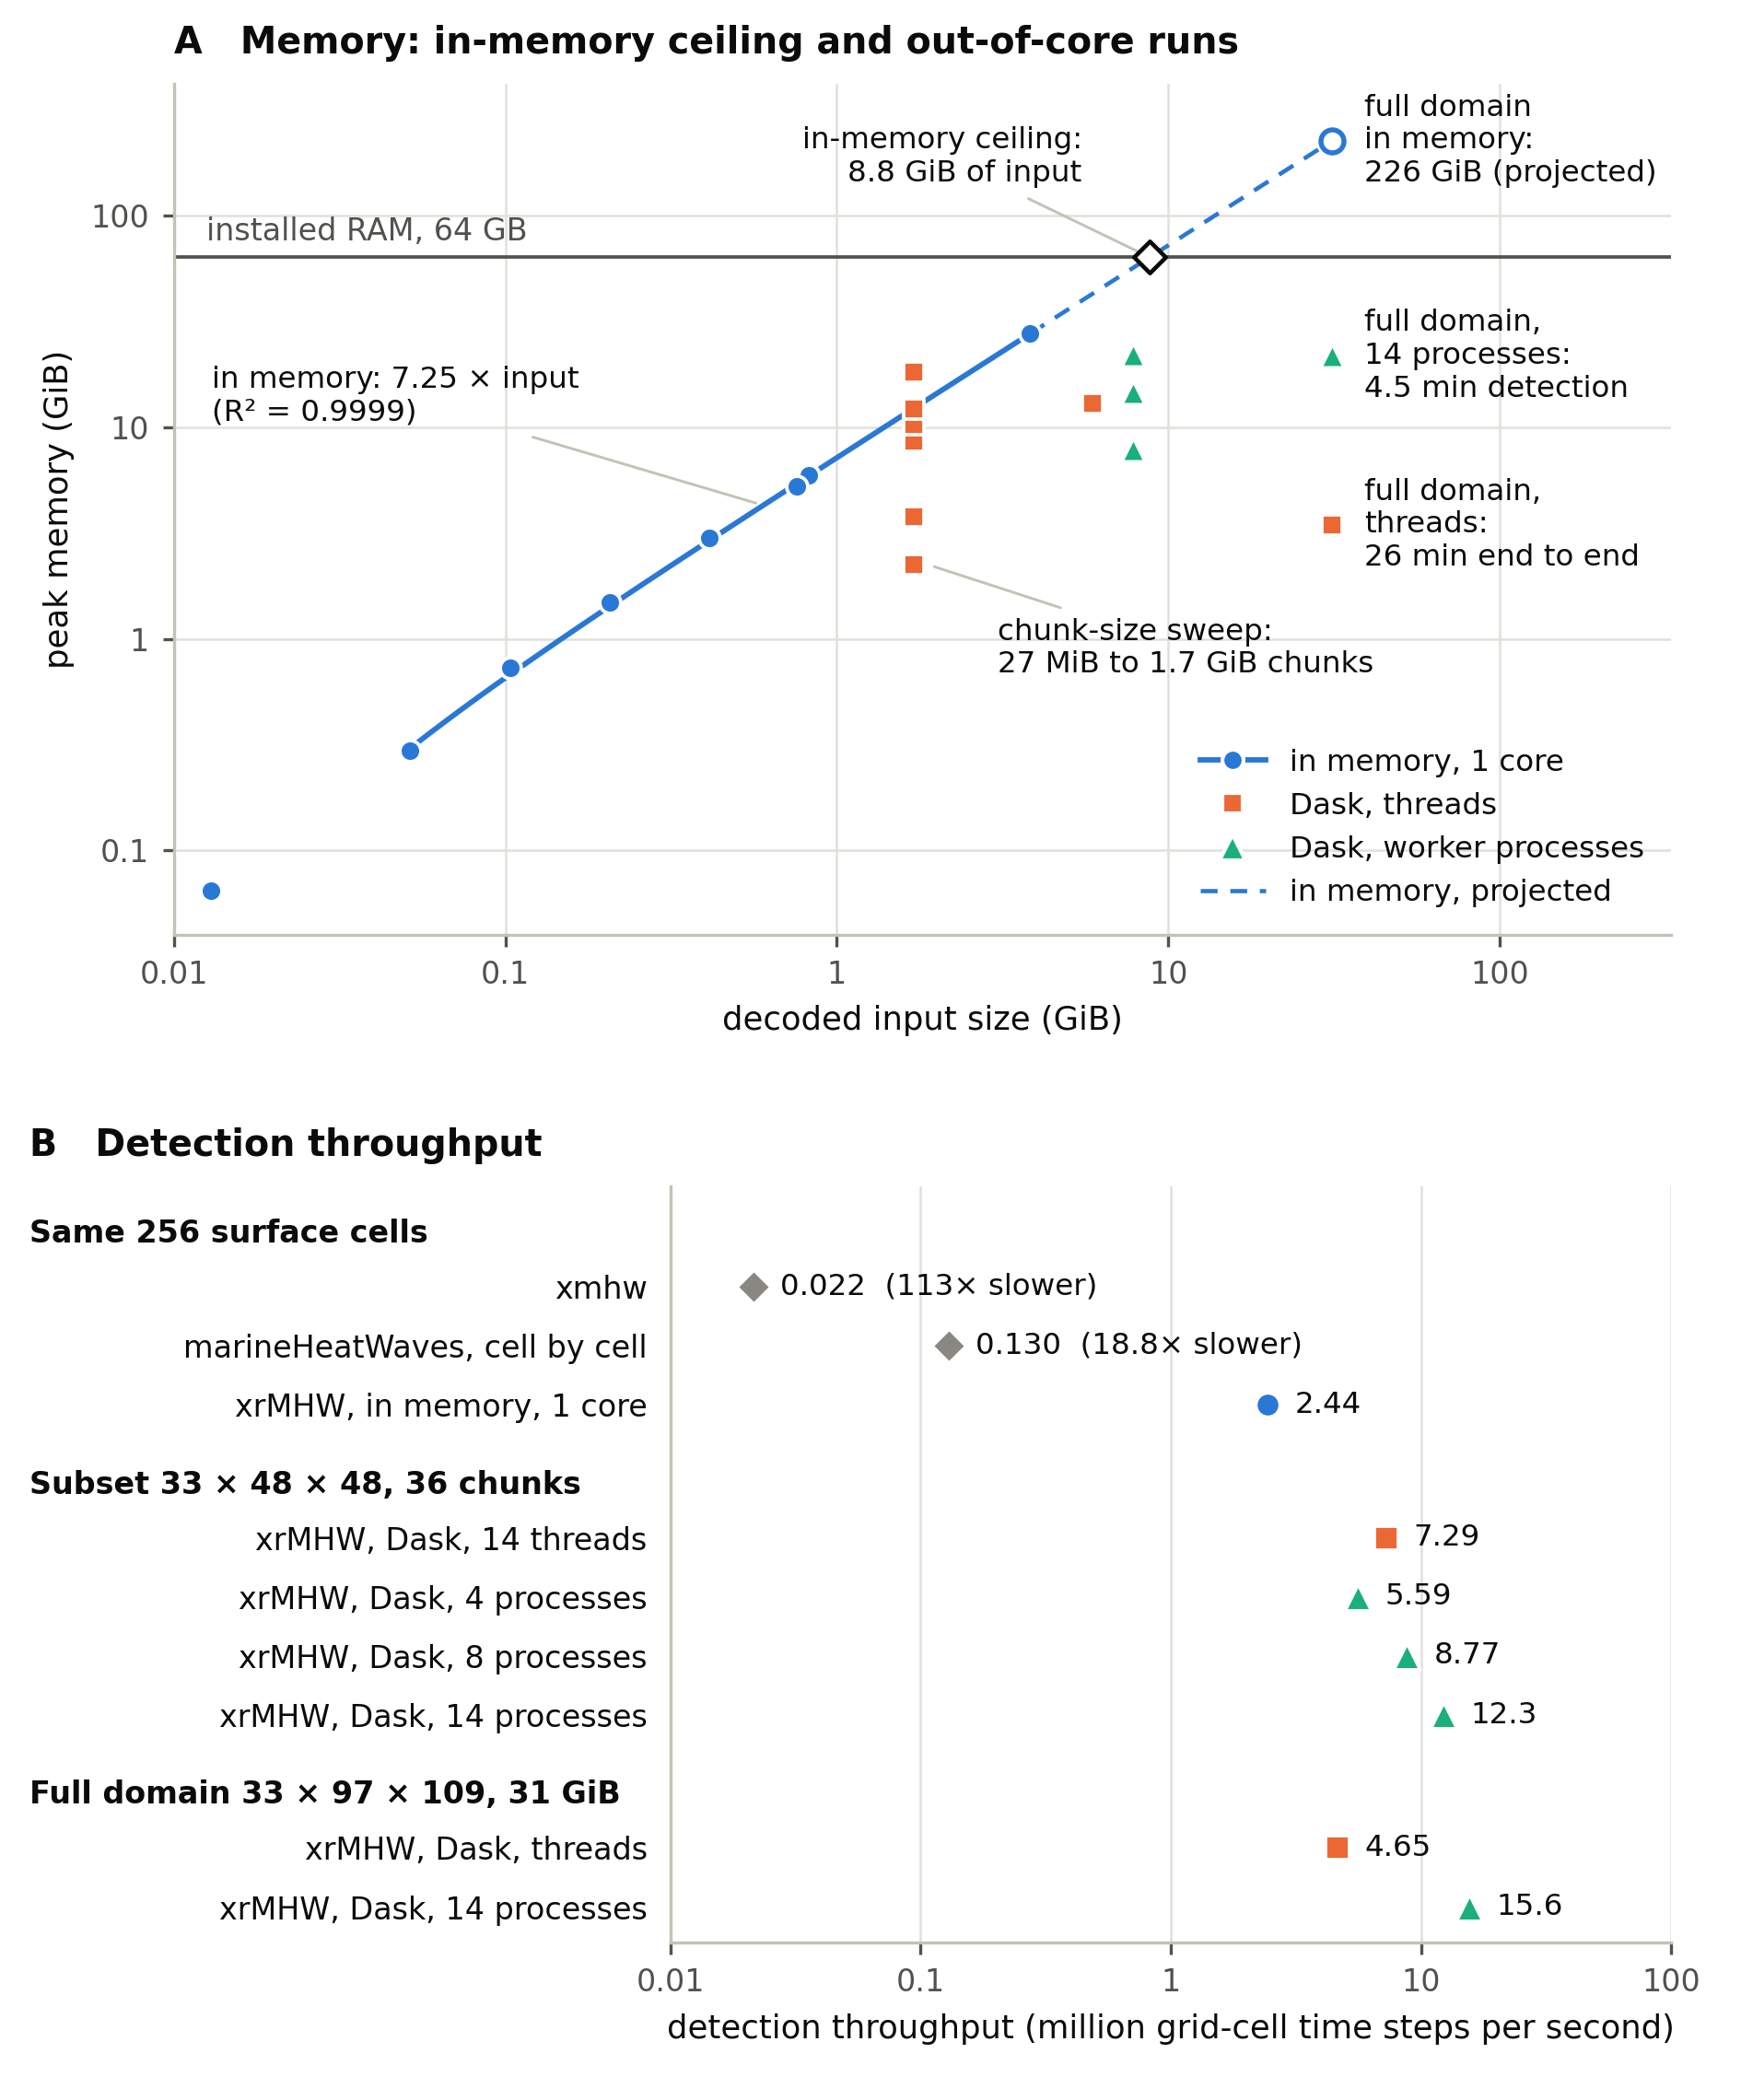 A Memory: in-memory ceiling and out-of-core runs
full domain
in memory:
226 GiB (projected)
in-memory ceiling:
8.8 GiB of input
installed RAM, 64 GB
full domain,
14 processes:
4.5 min detection
in memory: 7.25 × input
(R² = 0.9999)
full domain,
threads:
26 min end to end
chunk-size sweep:
27 MiB to 1.7 GiB chunks
in memory, 1 core
Dask, threads
Dask, worker processes
in memory, projected
peak memory (GiB)
100
10
1
0.1
0.01 0.1 1 10 100
decoded input size (GiB)
B Detection throughput
Same 256 surface cells
xmhw 0.022 (113× slower)
marineHeatWaves, cell by cell 0.130 (18.8× slower)
xrMHW, in memory, 1 core 2.44
Subset 33 × 48 × 48, 36 chunks
xrMHW, Dask, 14 threads 7.29
xrMHW, Dask, 4 processes 5.59
xrMHW, Dask, 8 processes 8.77
xrMHW, Dask, 14 processes 12.3
Full domain 33 × 97 × 109, 31 GiB
xrMHW, Dask, threads 4.65
xrMHW, Dask, 14 processes 15.6
0.01 0.1 1 10 100
detection throughput (million grid-cell time steps per second)